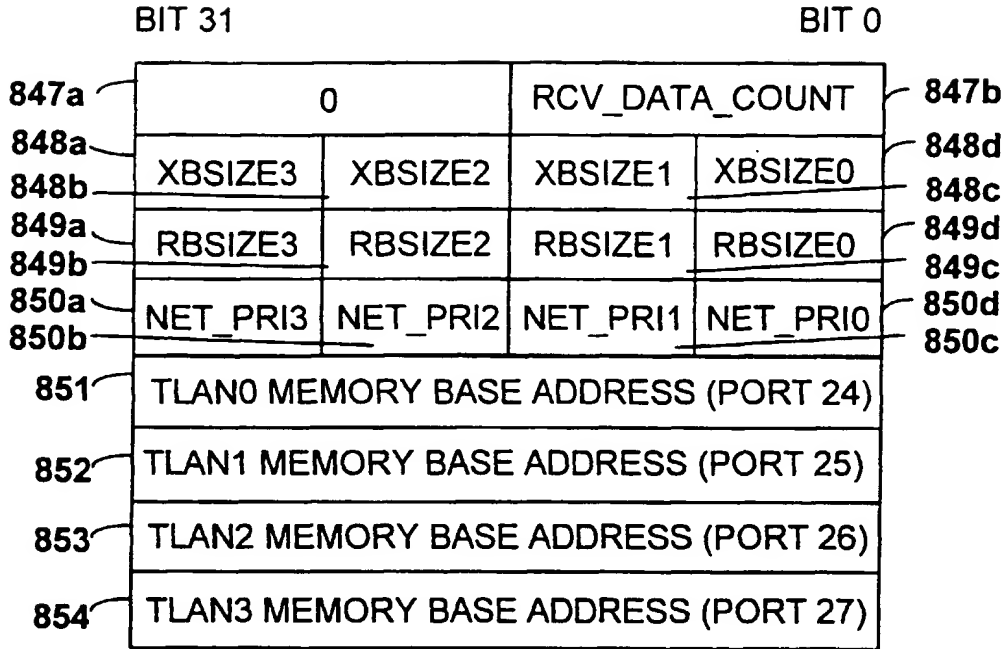 BIT 31 BIT 0
847a 0 RCV_DATA_COUNT 847b
848a XBSIZE3 XBSIZE2 XBSIZE1 XBSIZE0 848d
848b 848c
849a RBSIZE3 RBSIZE2 RBSIZE1 RBSIZE0 849d
849b 849c
850a NET_PRI3 NET_PRI2 NET_PRI1 NET_PRI0 850d
850b 850c
851 TLAN0 MEMORY BASE ADDRESS (PORT 24)
852 TLAN1 MEMORY BASE ADDRESS (PORT 25)
853 TLAN2 MEMORY BASE ADDRESS (PORT 26)
854 TLAN3 MEMORY BASE ADDRESS (PORT 27)